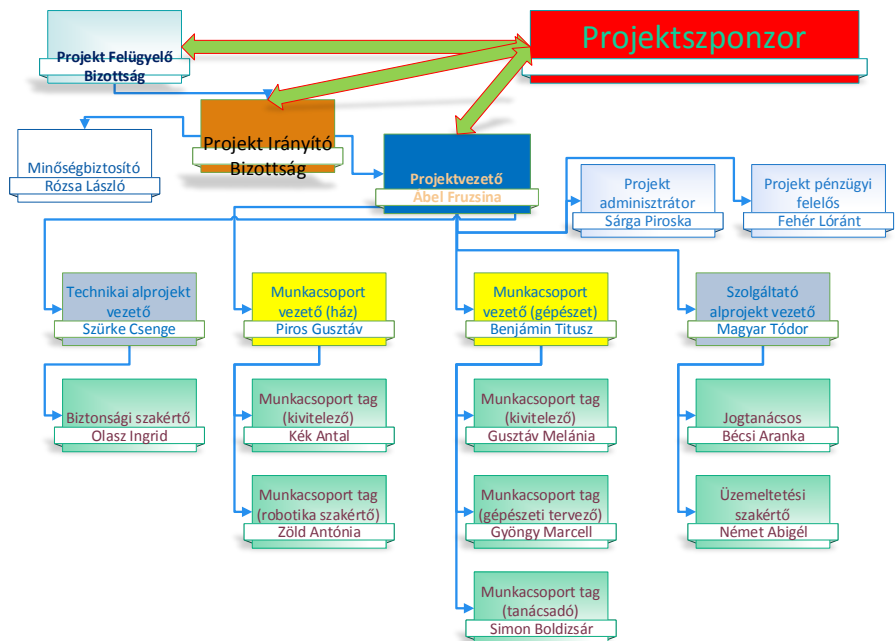 Projektszponzor
Projekt Felügyelő
Bizottság
Projekt Irányító
Bizottság
Minőségbiztosító
Rózsa László
Projektvezető
Ábel Fruzsina
Projekt
adminisztrátor
Sárga Piroska
Projekt pénzügyi
felelős
Fehér Lóránt
Technikai alprojekt
vezető
Szürke Csenge
Munkacsoport
vezető (ház)
Piros Gusztáv
Munkacsoport
vezető (gépészet)
Benjámin Titusz
Szolgáltató
alprojekt vezető
Magyar Tódor
Biztonsági szakértő
Olasz Ingrid
Munkacsoport tag
(kivitelező)
Kék Antal
Munkacsoport tag
(kivitelező)
Gusztáv Melánia
Jogtanácsos
Bécsi Aranka
Munkacsoport tag
(robotika szakértő)
Zöld Antónia
Munkacsoport tag
(gépészeti tervező)
Gyöngy Marcell
Üzemeltetési
szakértő
Német Abigél
Munkacsoport tag
(tanácsadó)
Simon Boldizsár